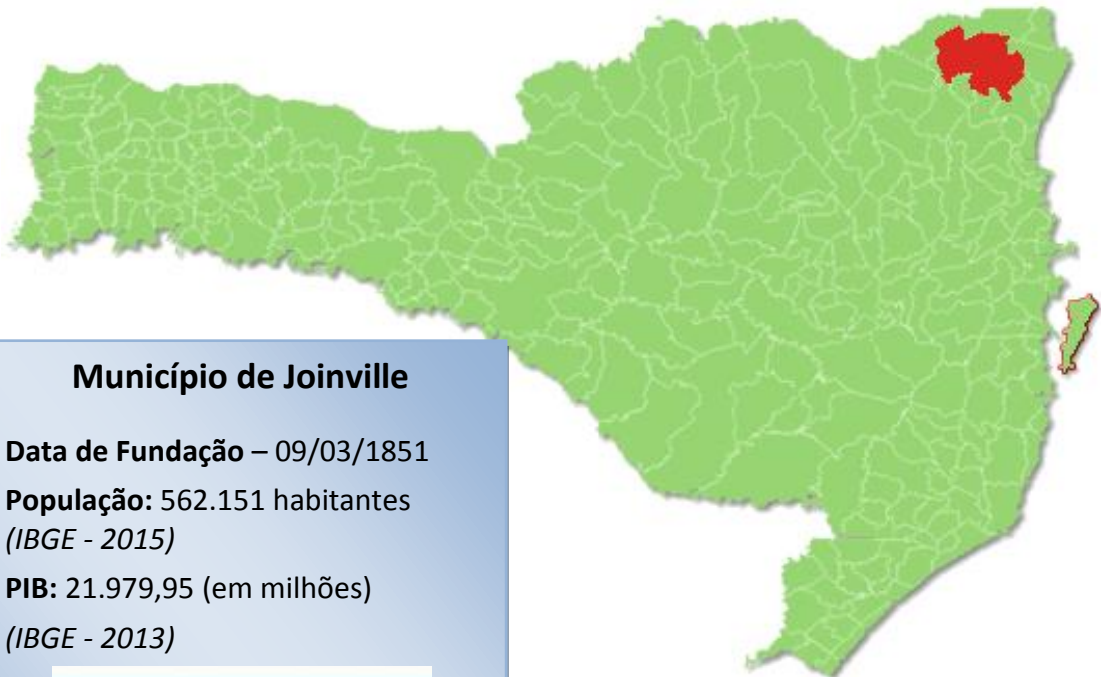 Município de Joinville
Data de Fundação – 09/03/1851
População: 562.151 habitantes
(IBGE - 2015)
PIB: 21.979,95 (em milhões)
(IBGE - 2013)